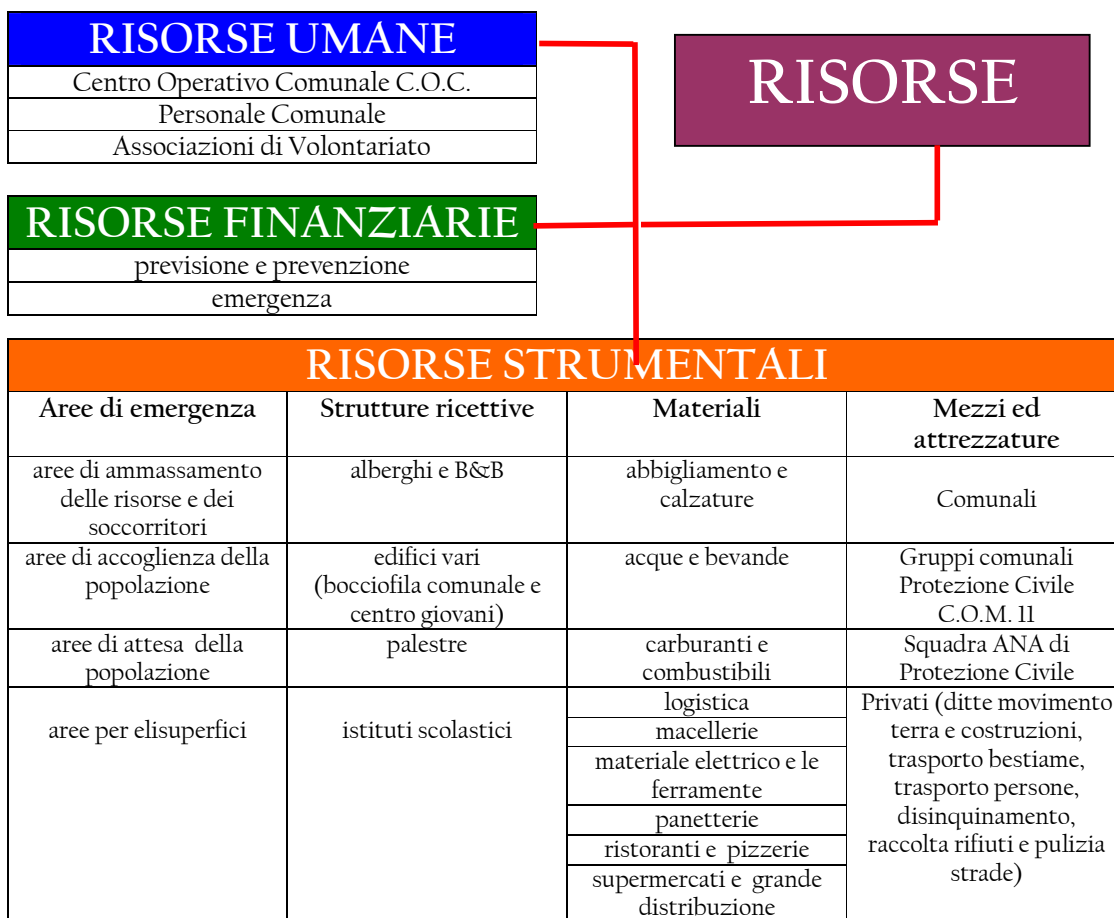 RISORSE UMANE
Centro Operativo Comunale C.O.C.
Personale Comunale
Associazioni di Volontariato
RISORSE
RISORSE FINANZIARIE
previsione e prevenzione
emergenza
RISORSE STRUMENTALI
Aree di emergenza
Strutture ricettive
Materiali
Mezzi ed
attrezzature
aree di ammassamento
delle risorse e dei
soccorritori
alberghi e B&B
abbigliamento e
calzature
Comunali
aree di accoglienza della
popolazione
edifici vari
(bocciofila comunale e
centro giovani)
acque e bevande
Gruppi comunali
Protezione Civile
C.O.M. 11
aree di attesa della
popolazione
palestre
carburanti e
combustibili
Squadra ANA di
Protezione Civile
aree per elisuperfici
istituti scolastici
logistica
macellerie
materiale elettrico e le
ferramente
panetterie
ristoranti e pizzerie
supermercati e grande
distribuzione
Privati (ditte movimento
terra e costruzioni,
trasporto bestiame,
trasporto persone,
disinquinamento,
raccolta rifiuti e pulizia
strade)